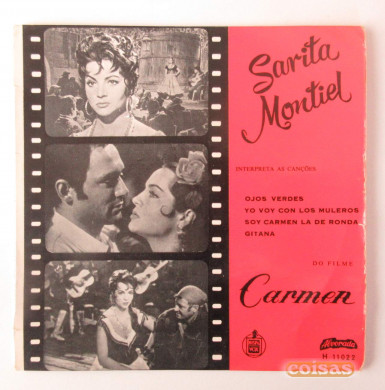 Sarita
Montiel
INTERPRETA AS CANÇÕES
OJOS VERDES
YO VOY CON LOS MULEROS
SOY CARMEN LA DE RONDA
GITANA
DO FILME
Carmen
Alvorada
H-11022
coisas